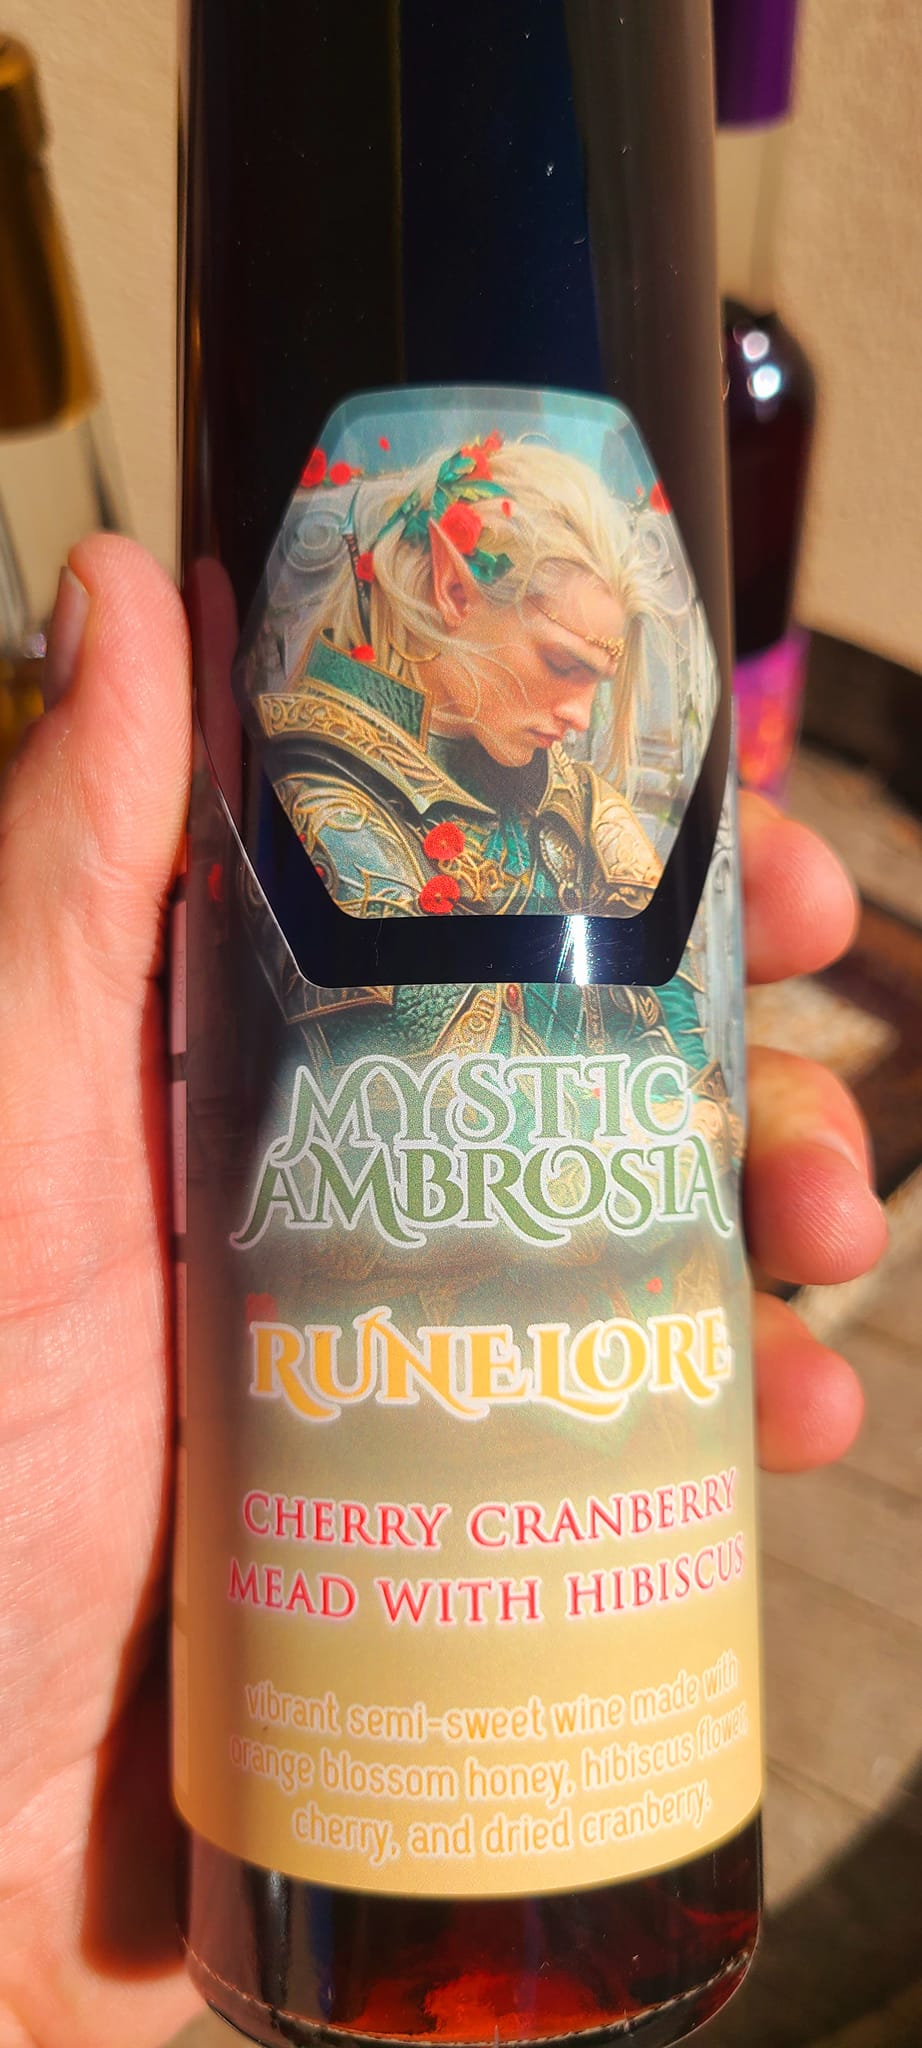 MYSTIC
AMBROSIA
RUNELORE
CHERRY CRANBERRY
MEAD WITH HIBISCUS
vibrant semi-sweet wine made with
orange blossom honey, hibiscus flower,
cherry, and dried cranberry.